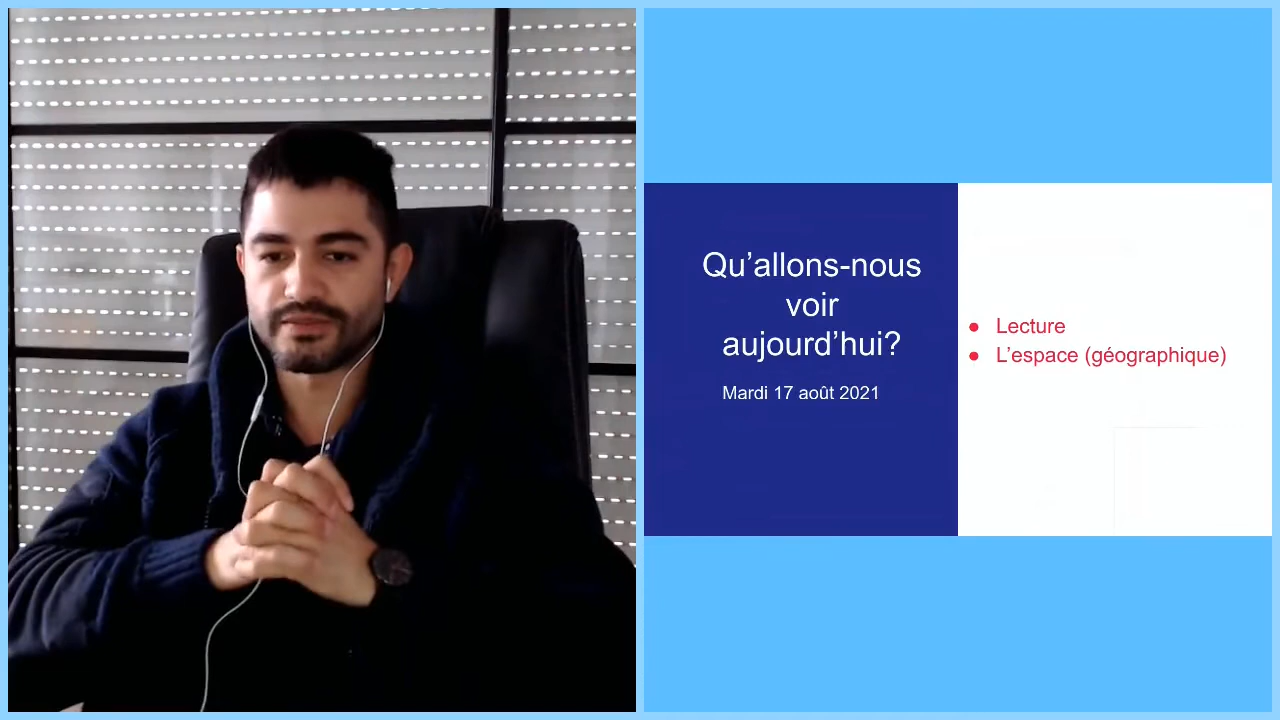 Qu’allons-nous
voir
aujourd’hui?
Mardi 17 août 2021
● Lecture
● L’espace (géographique)